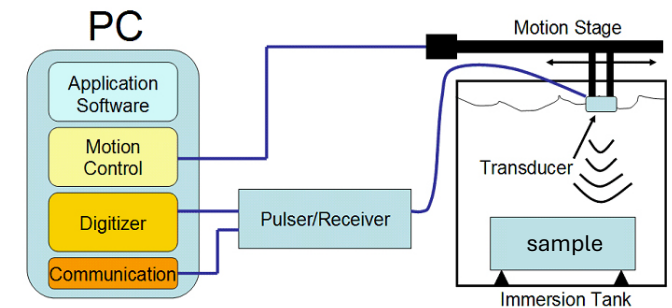 PC
Application
Software
Motion
Control
Digitizer
Communication
Pulser/Receiver
Motion Stage
Transducer
sample
Immersion Tank